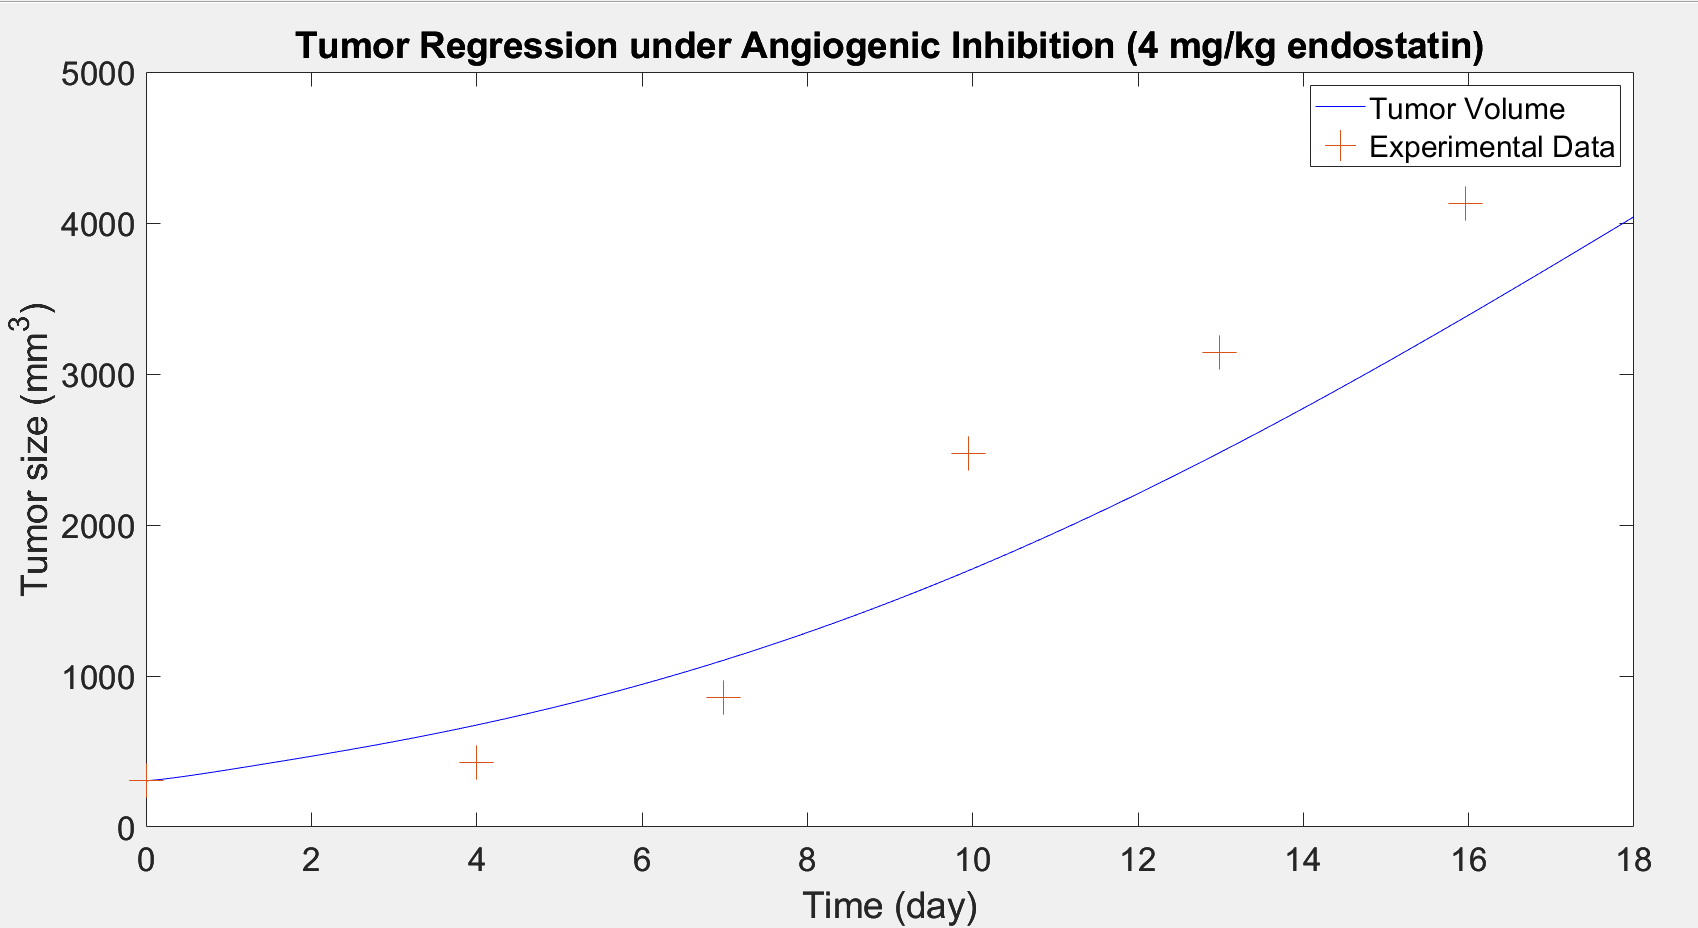 Tumor Regression under Angiogenic Inhibition (4 mg/kg endostatin)
Tumor Volume
Experimental Data
Tumor size (mm³)
5000
4000
3000
2000
1000
0
0 2 4 6 8 10 12 14 16 18
Time (day)